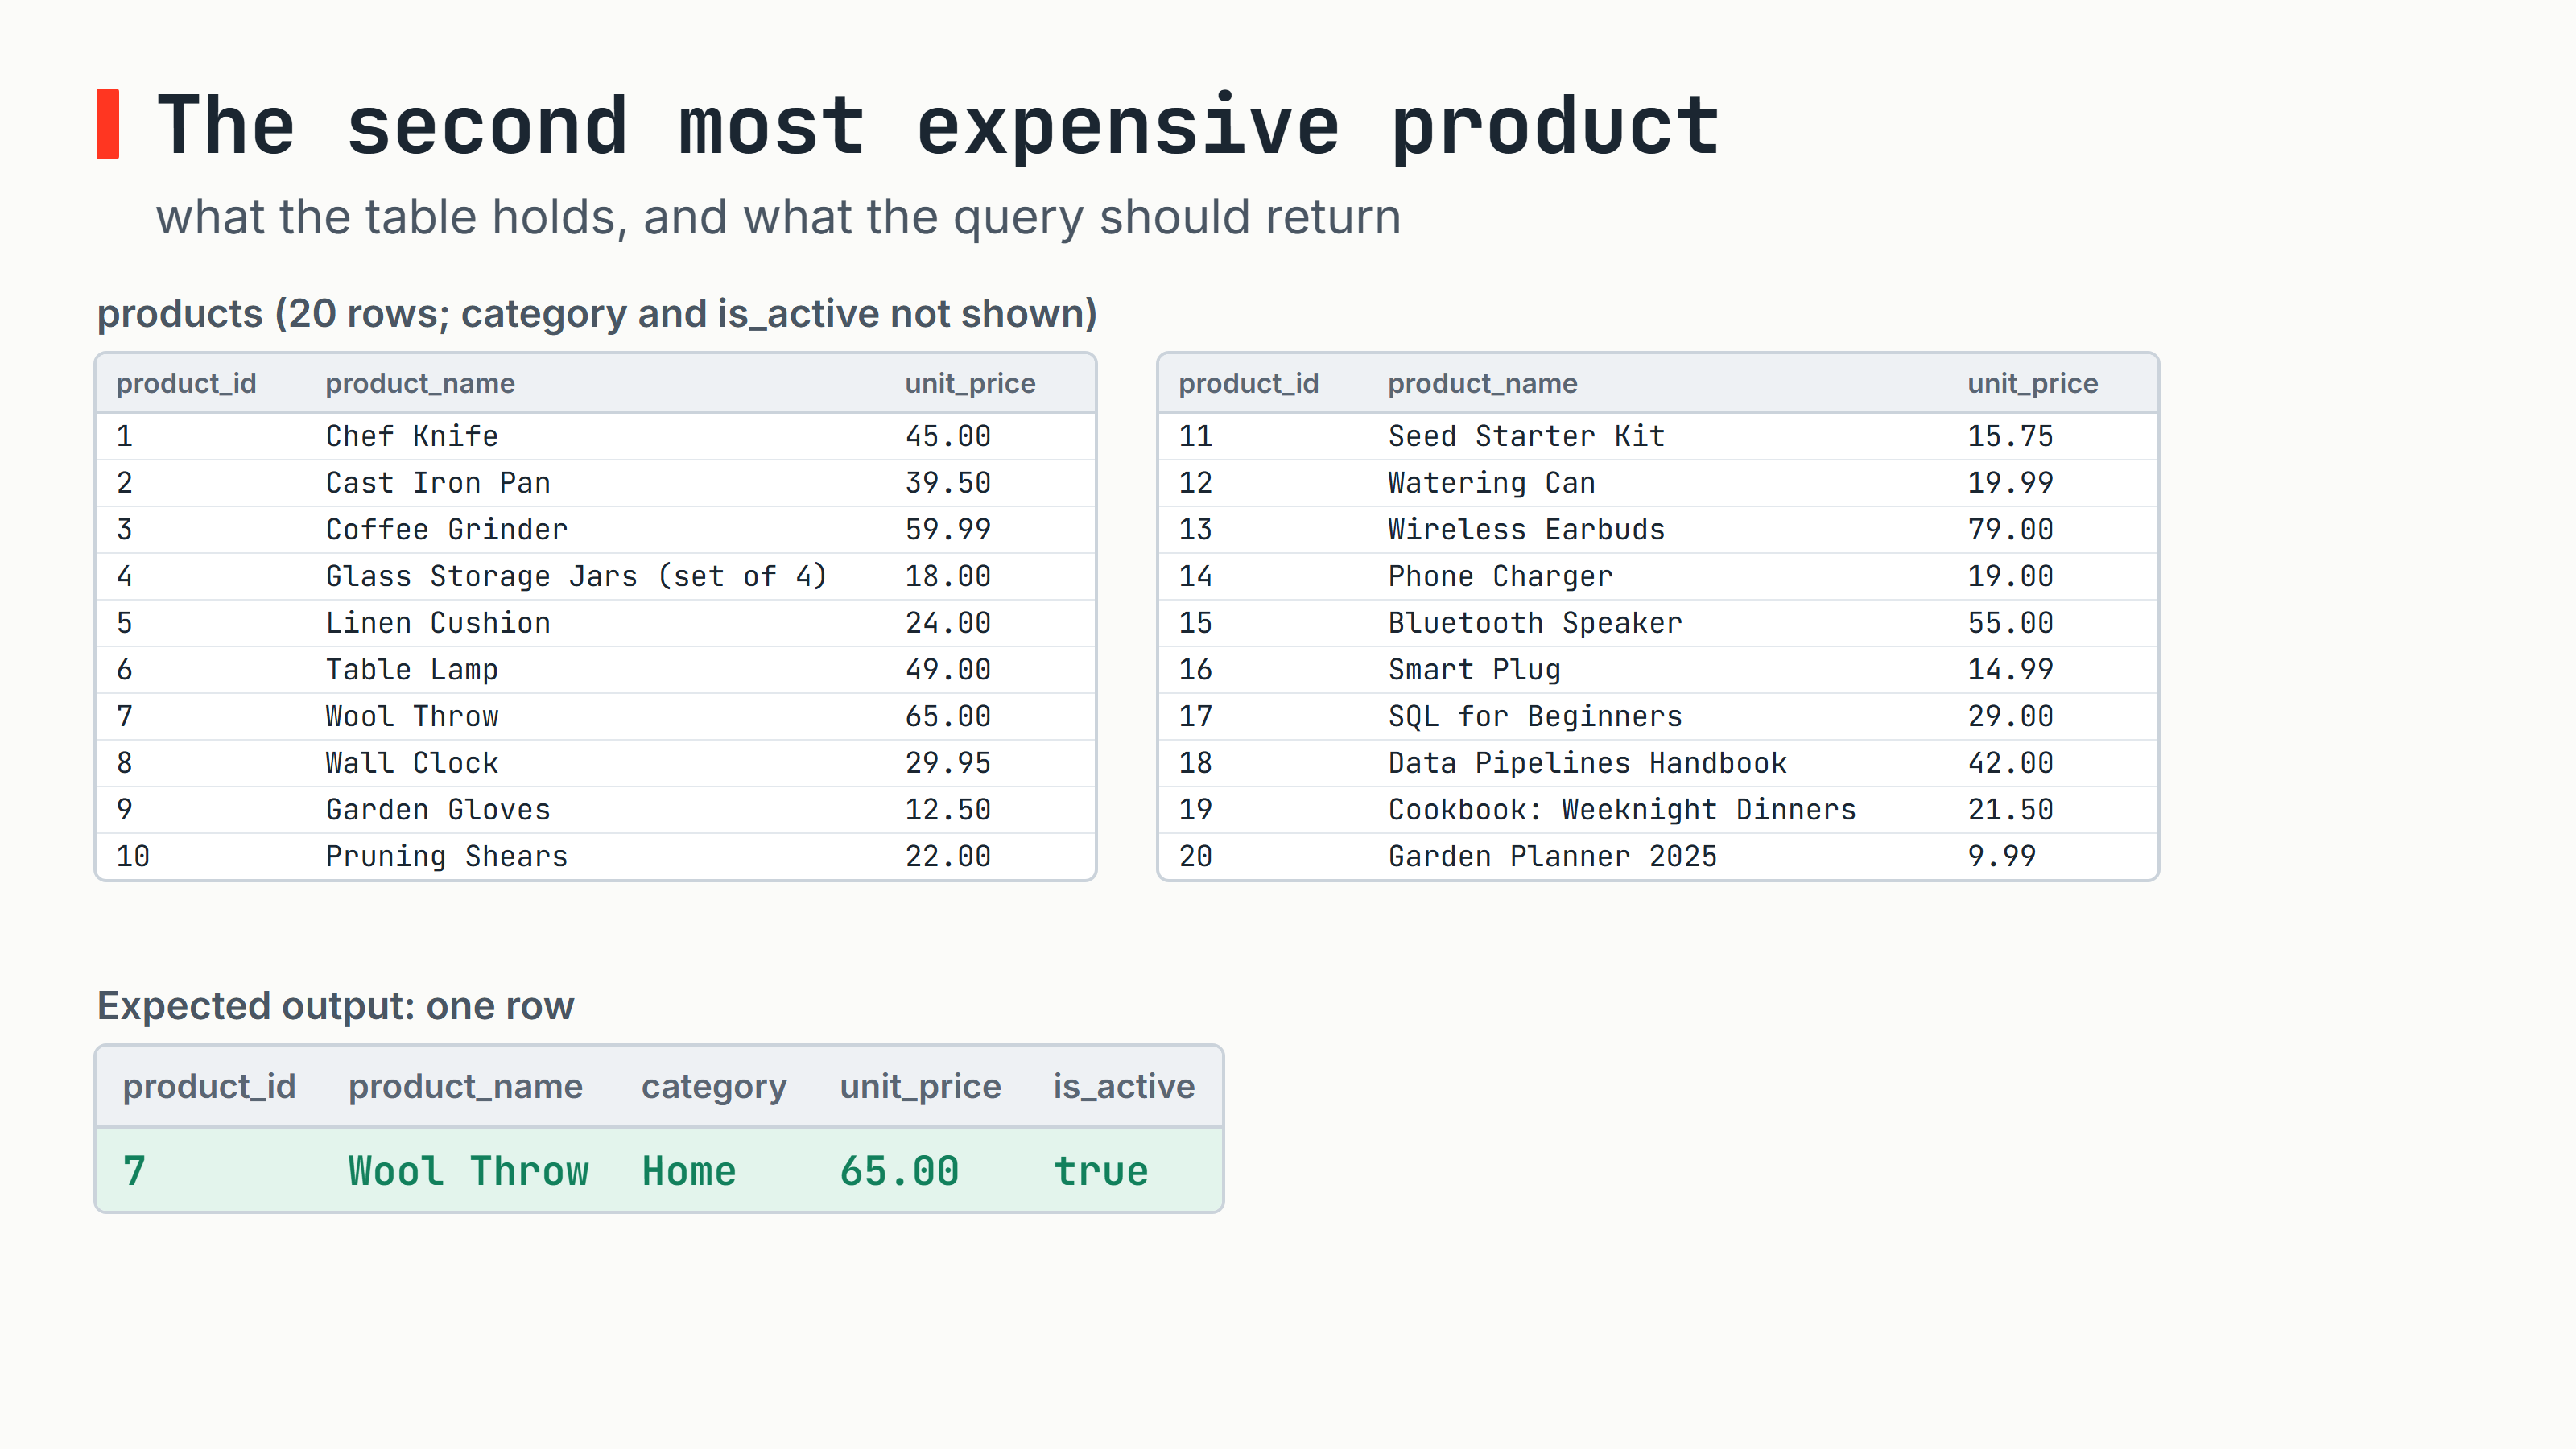 The second most expensive product
what the table holds, and what the query should return
products (20 rows; category and is_active not shown)
product_id product_name unit_price
1 Chef Knife 45.00
2 Cast Iron Pan 39.50
3 Coffee Grinder 59.99
4 Glass Storage Jars (set of 4) 18.00
5 Linen Cushion 24.00
6 Table Lamp 49.00
7 Wool Throw 65.00
8 Wall Clock 29.95
9 Garden Gloves 12.50
10 Pruning Shears 22.00
product_id product_name unit_price
11 Seed Starter Kit 15.75
12 Watering Can 19.99
13 Wireless Earbuds 79.00
14 Phone Charger 19.00
15 Bluetooth Speaker 55.00
16 Smart Plug 14.99
17 SQL for Beginners 29.00
18 Data Pipelines Handbook 42.00
19 Cookbook: Weeknight Dinners 21.50
20 Garden Planner 2025 9.99
Expected output: one row
product_id product_name category unit_price is_active
7 Wool Throw Home 65.00 true